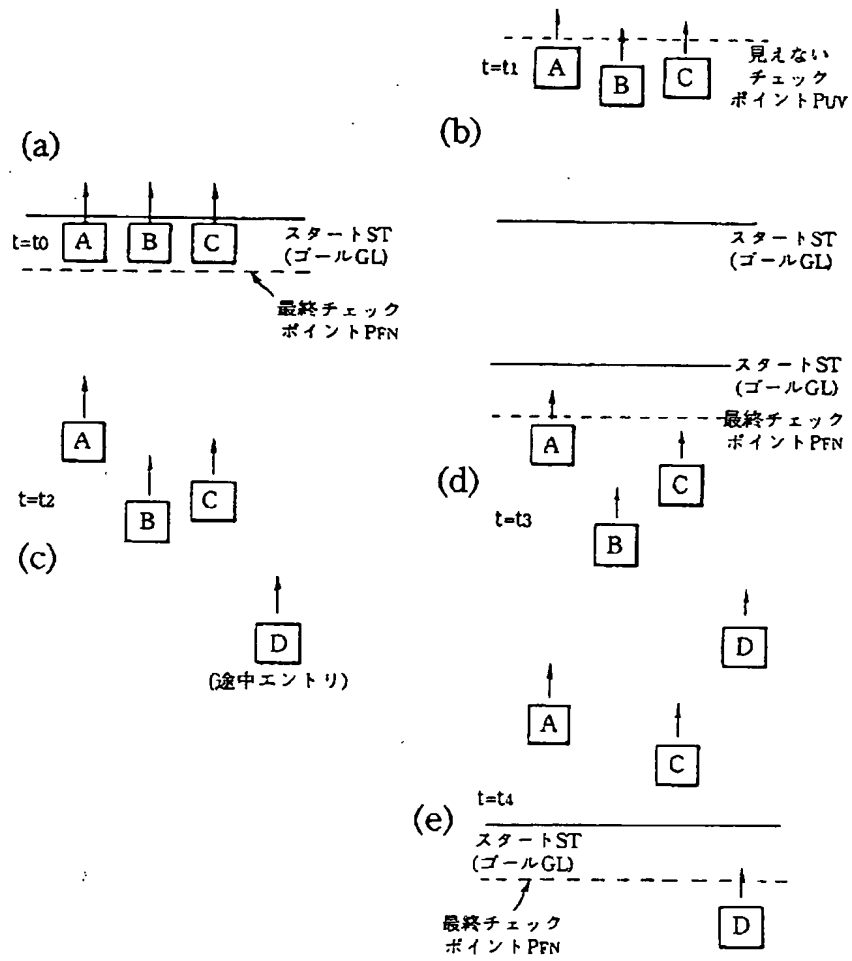 (a)
t=t0
A
B
C
スタートST
(ゴールGL)
最終チェック
ポイントPFN
(b)
t=t1
A
B
C
見えない
チェック
ポイントPUV
スタートST
(ゴールGL)
(c)
t=t2
A
B
C
D
(途中エントリ)
(d)
t=t3
スタートST
(ゴールGL)
最終チェック
ポイントPFN
A
B
C
D
(e)
t=t4
A
C
スタートST
(ゴールGL)
最終チェック
ポイントPFN
D